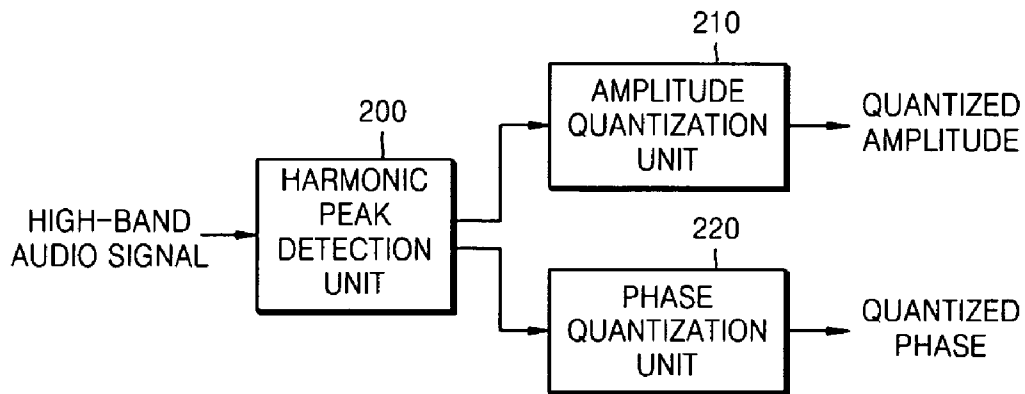 210
AMPLITUDE
QUANTIZATION
UNIT
QUANTIZED
AMPLITUDE
200
HARMONIC
PEAK
DETECTION
UNIT
HIGH-BAND
AUDIO SIGNAL
220
PHASE
QUANTIZATION
UNIT
QUANTIZED
PHASE